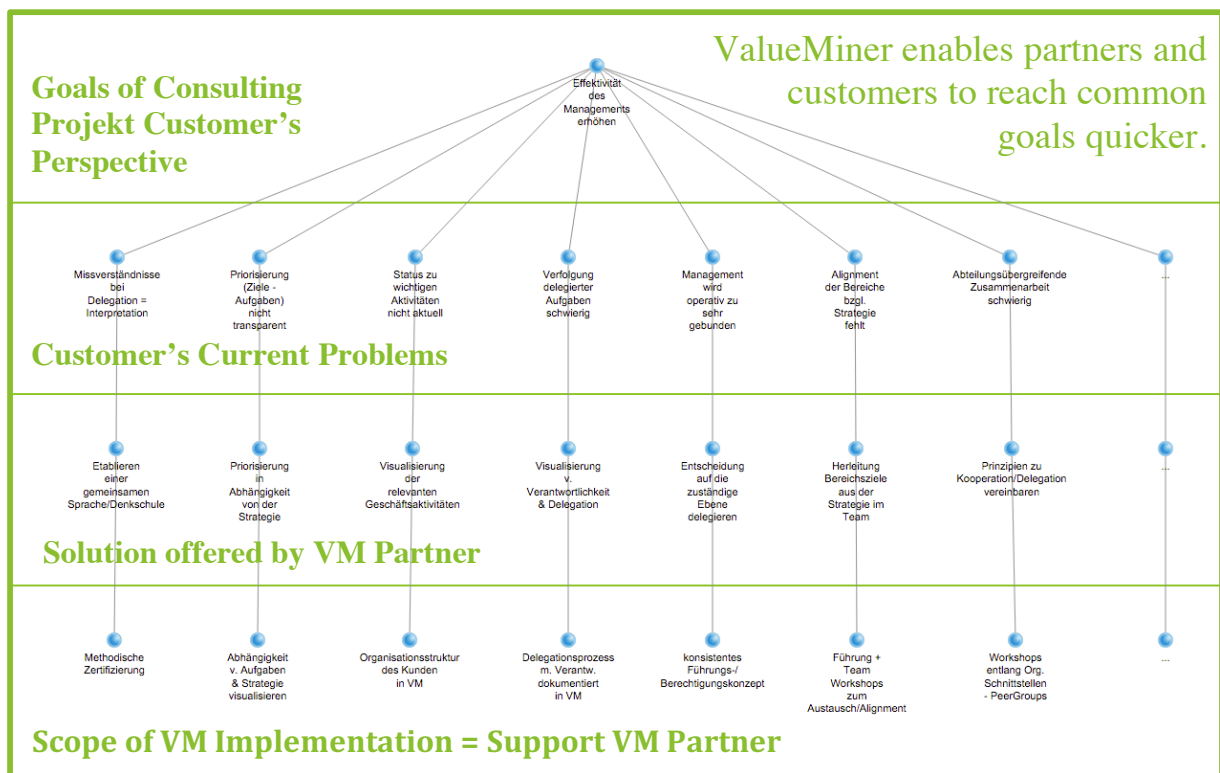 ValueMiner enables partners and
customers to reach common
goals quicker.
Goals of Consulting
Projekt Customer's
Perspective
Effektivität
des
Managements
erhöhen
Missverständnisse
bei
Delegation =
Interpretation
Priorisierung
(Ziele -
Aufgaben)
nicht
transparent
Status zu
wichtigen
Aktivitäten
nicht aktuell
Verfolgung
delegierter
Aufgaben
schwierig
Management
wird
operativ zu
sehr
gebunden
Alignment
der Bereiche
bzgl.
Strategie
fehlt
Abteilungsübergreifende
Zusammenarbeit
schwierig
...
Customer's Current Problems
Etablieren
einer
gemeinsamen
Sprache/Denkschule
Priorisierung
in
Abhängigkeit
von der
Strategie
Visualisierung
der
relevanten
Geschäftsaktivitäten
Visualisierung
v.
Verantwortlichkeit
& Delegation
Entscheidung
auf die
zuständige
Ebene
delegieren
Herleitung
Bereichsziele
aus der
Strategie im
Team
Prinzipien zu
Kooperation/Delegation
vereinbaren
...
Solution offered by VM Partner
Methodische
Zertifizierung
Abhängigkeit
v. Aufgaben
& Strategie
visualisieren
Organisationsstruktur
des Kunden
in VM
Delegationsprozess
m. Verantw.
dokumentiert
in VM
konsistentes
Führungs-/
Berechtigungskonzept
Führung +
Team
Workshops
zum
Austausch/Alignment
Workshops
entlang Org.
Schnittstellen
- PeerGroups
...
Scope of VM Implementation = Support VM Partner